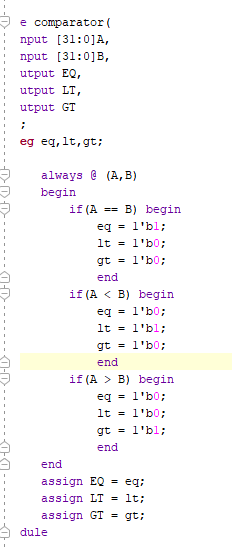 e comparator(
nput [31:0]A,
nput [31:0]B,
utput EQ,
utput LT,
utput GT
;
eg eq,lt,gt;
always @ (A,B)
begin
if(A == B) begin
eq = 1'b1;
lt = 1'b0;
gt = 1'b0;
end
if(A < B) begin
eq = 1'b0;
lt = 1'b1;
gt = 1'b0;
end
if(A > B) begin
eq = 1'b0;
lt = 1'b0;
gt = 1'b1;
end
end
assign EQ = eq;
assign LT = lt;
assign GT = gt;
dule